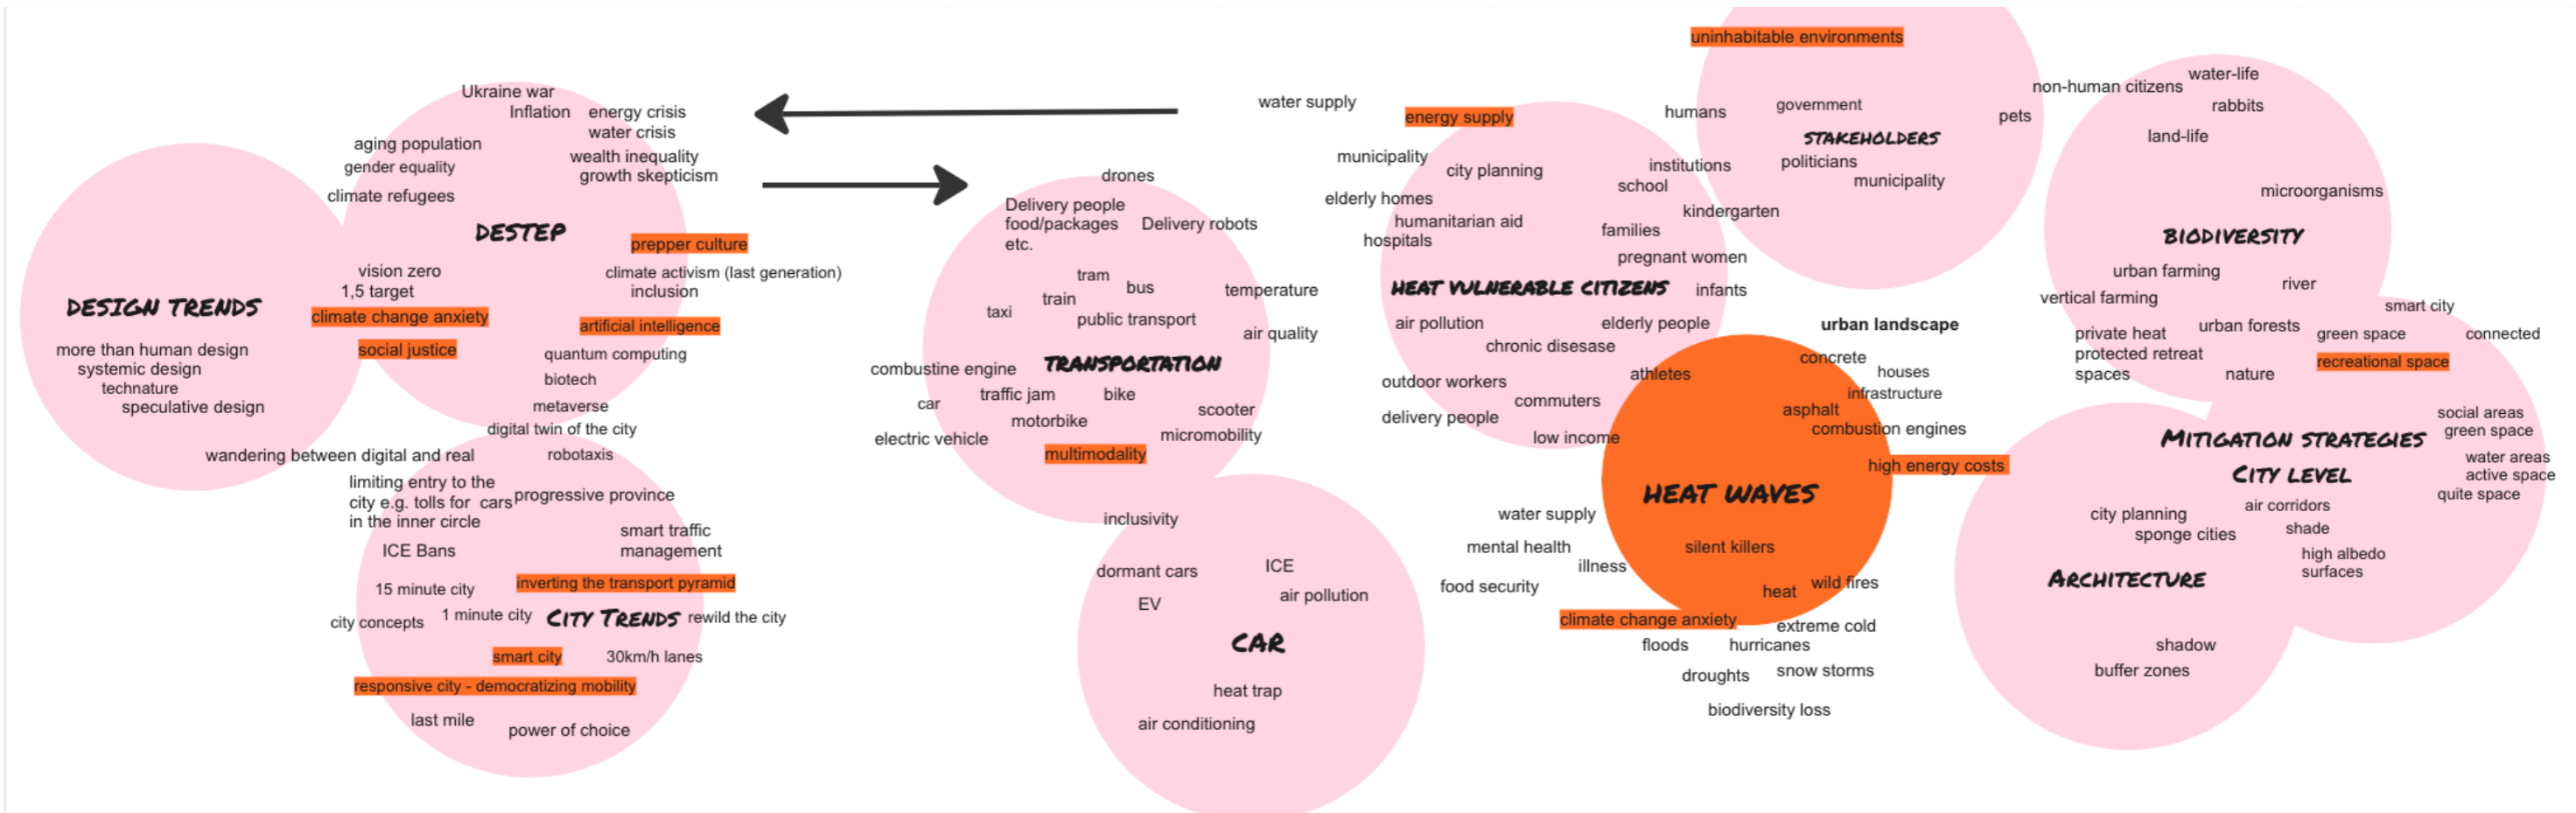 DESIGN TRENDS
more than human design
systemic design
technature
speculative design
Ukraine war
Inflation
energy crisis
water crisis
aging population
gender equality
wealth inequality
growth skepticism
climate refugees
DESTEP
prepper culture
vision zero
1,5 target
climate activism (last generation)
inclusion
climate change anxiety
artificial intelligence
social justice
quantum computing
biotech
metaverse
digital twin of the city
wandering between digital and real
robotaxis
limiting entry to the
city e.g. tolls for cars
in the inner circle
progressive province
ICE Bans
smart traffic
management
15 minute city
inverting the transport pyramid
city concepts
1 minute city
CITY TRENDS
rewild the city
smart city
30km/h lanes
responsive city - democratizing mobility
last mile
power of choice
drones
Delivery people
food/packages
etc.
Delivery robots
tram
bus
temperature
train
taxi
public transport
air quality
TRANSPORTATION
combustine engine
traffic jam
bike
car
scooter
motorbike
electric vehicle
micromobility
multimodality
inclusivity
dormant cars
ICE
EV
air pollution
CAR
heat trap
air conditioning
water supply
energy supply
municipality
city planning
institutions
school
elderly homes
kindergarten
humanitarian aid
hospitals
families
pregnant women
HEAT VULNERABLE CITIZENS
infants
air pollution
elderly people
chronic disesase
outdoor workers
athletes
commuters
delivery people
low income
uninhabitable environments
humans
government
pets
STAKEHOLDERS
politicians
municipality
urban landscape
concrete
houses
infrastructure
asphalt
combustion engines
high energy costs
HEAT WAVES
water supply
mental health
silent killers
illness
food security
heat
wild fires
climate change anxiety
extreme cold
floods
hurricanes
droughts
snow storms
biodiversity loss
non-human citizens
water-life
rabbits
land-life
microorganisms
BIODIVERSITY
urban farming
river
vertical farming
private heat
protected retreat
spaces
urban forests
nature
smart city
green space
connected
recreational space
social areas
green space
MITIGATION STRATEGIES
CITY LEVEL
water areas
active space
quite space
air corridors
city planning
sponge cities
shade
high albedo
surfaces
ARCHITECTURE
shadow
buffer zones